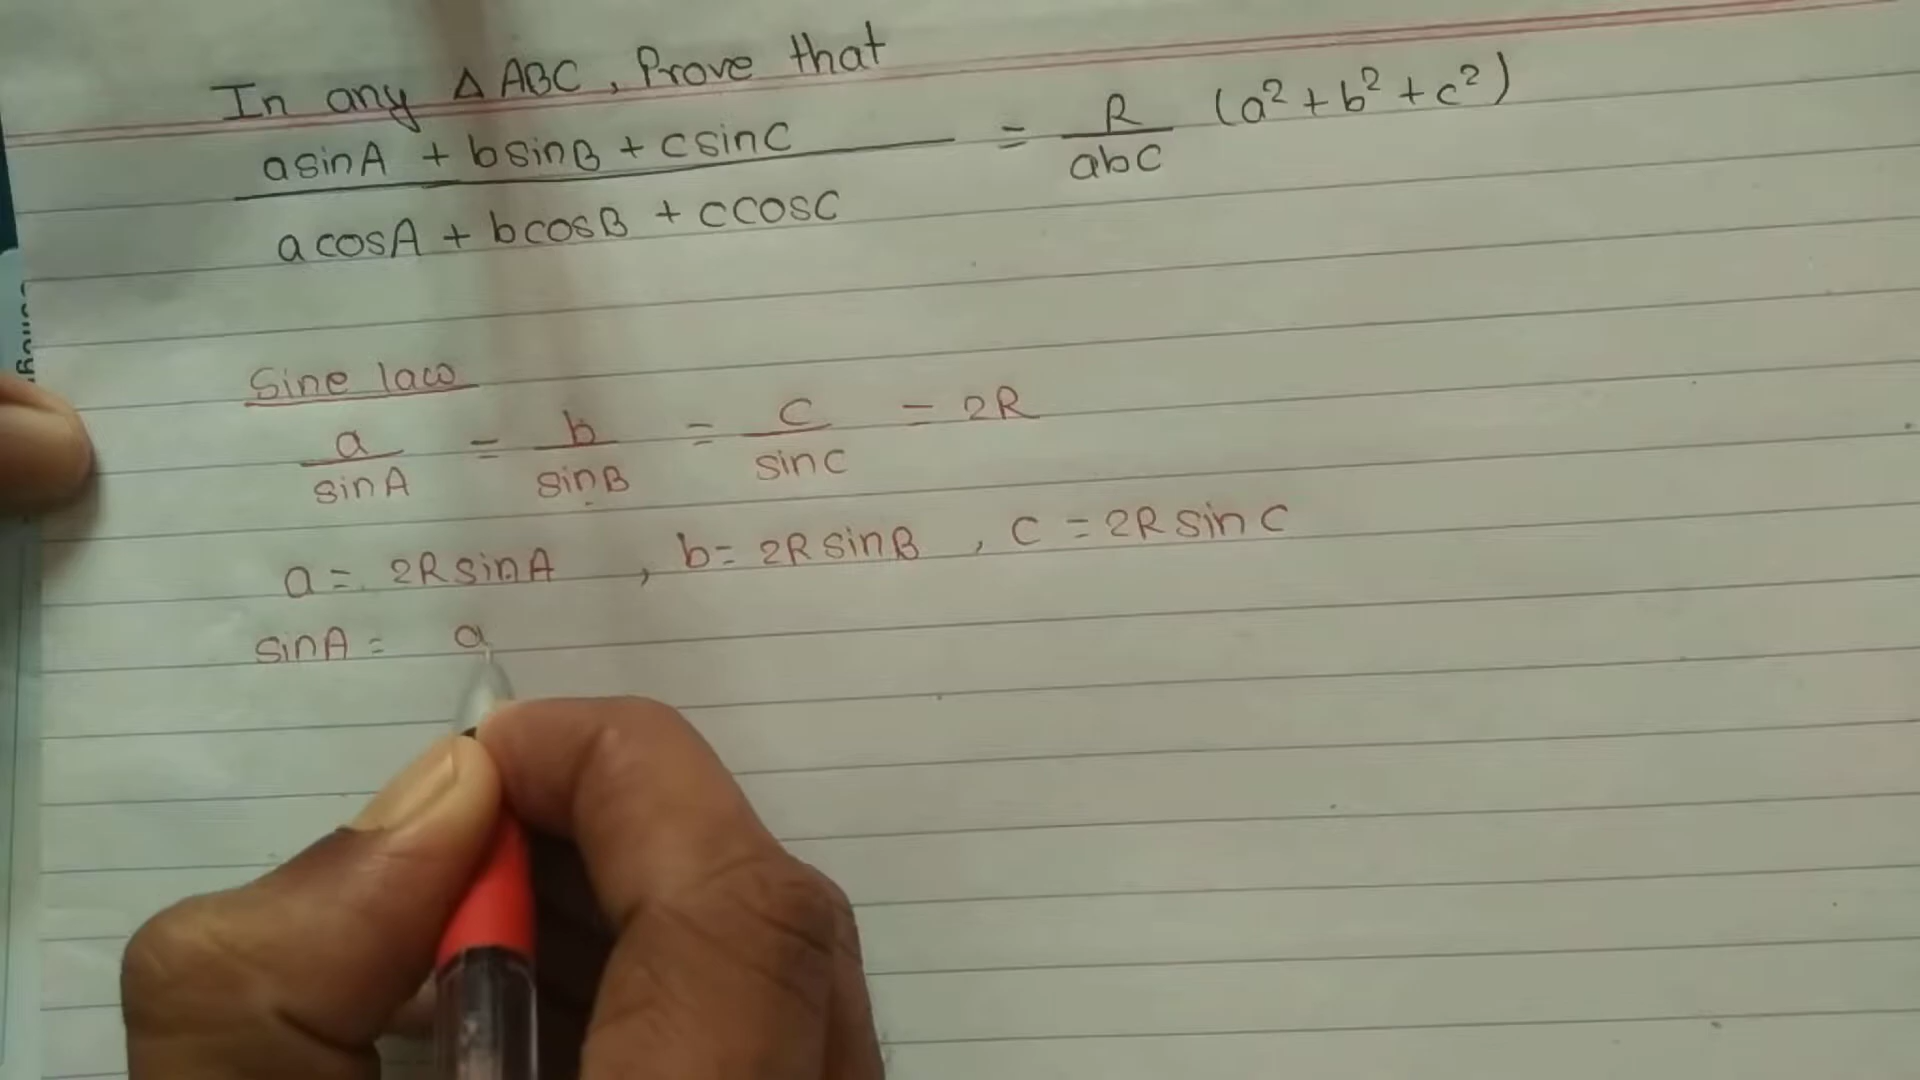 In any △ ABC, Prove that
asinA + bsinB + csinC / acosA + bcosB + ccosC = R / abc (a² + b² + c²)
Sine law
a / sinA = b / sinB = c / sinC = 2R
a = 2RsinA , b = 2RsinB , c = 2RsinC
sinA = a